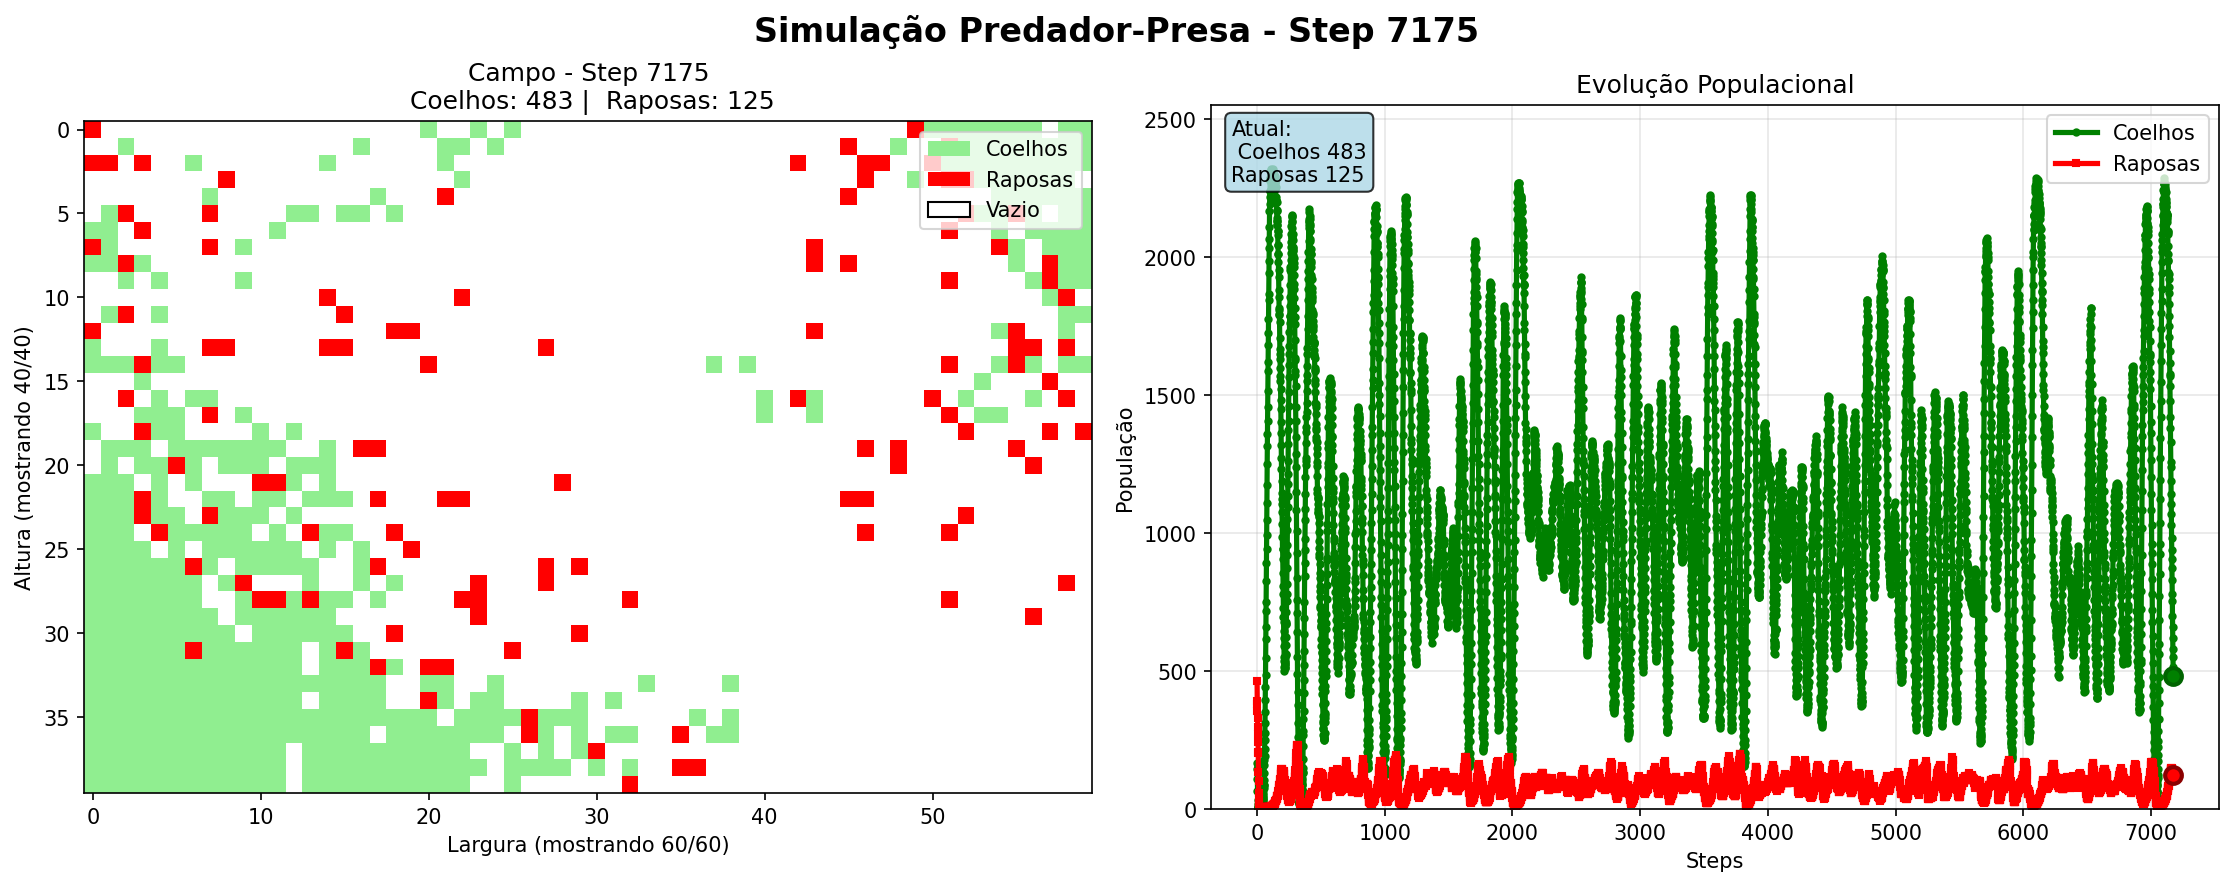 Simulação Predador-Presa - Step 7175
Campo - Step 7175
Coelhos: 483 |  Raposas: 125
Coelhos
Raposas
Vazio
0
5
10
15
20
25
30
35
Altura (mostrando 40/40)
0
10
20
30
40
50
Largura (mostrando 60/60)
Evolução Populacional
Atual:
Coelhos 483
Raposas 125
Coelhos
Raposas
2500
2000
1500
1000
500
0
População
0
1000
2000
3000
4000
5000
6000
7000
Steps